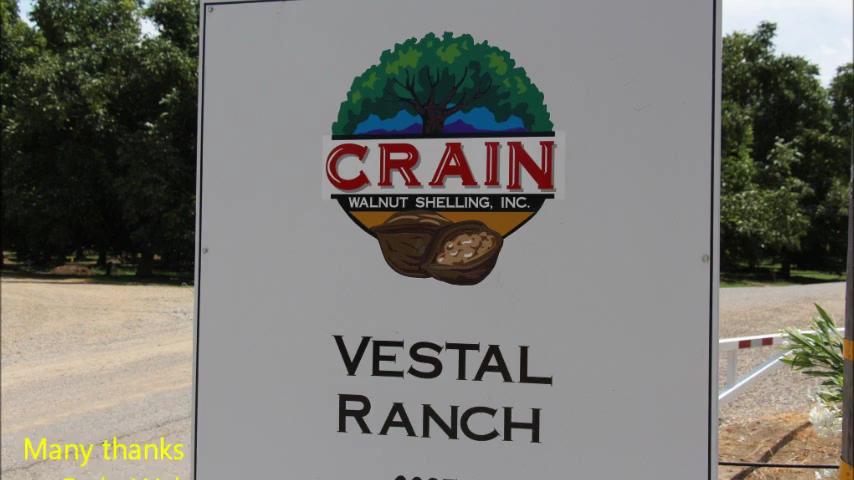 CRAIN
WALNUT SHELLING, INC.
VESTAL
RANCH
Many thanks